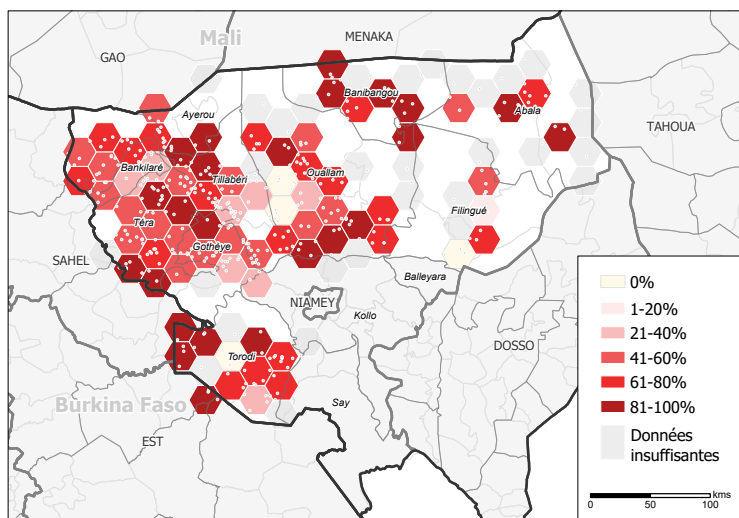 Mali
MENAKA
GAO
Banibangou
Abala
Ayerou
TAHOUA
Bankilaré
Tillabéri
Ouallam
Téra
Filingué
Gothèye
SAHEL
Balleyara
NIAMEY
Kollo
DOSSO
Torodi
Say
Burkina Faso
EST
0%
1-20%
21-40%
41-60%
61-80%
81-100%
Données
insuffisantes
kms
0 50 100